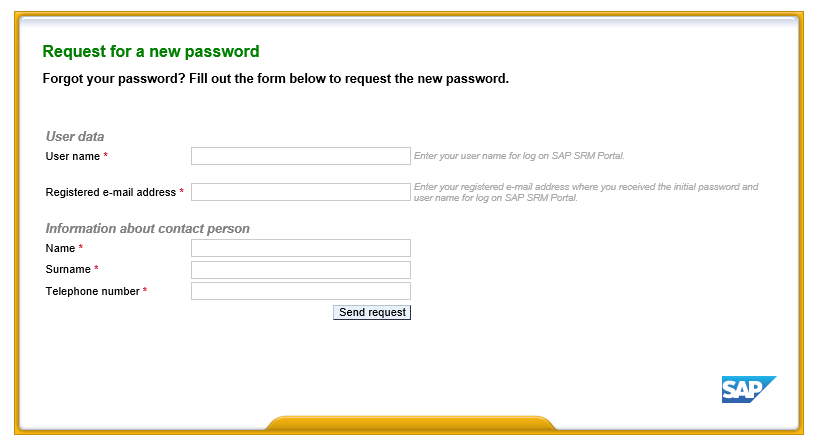 Request for a new password
Forgot your password? Fill out the form below to request the new password.
User data
User name * Enter your user name for log on SAP SRM Portal.
Registered e-mail address * Enter your registered e-mail address where you received the initial password and
user name for log on SAP SRM Portal.
Information about contact person
Name *
Surname *
Telephone number *
Send request
SAP